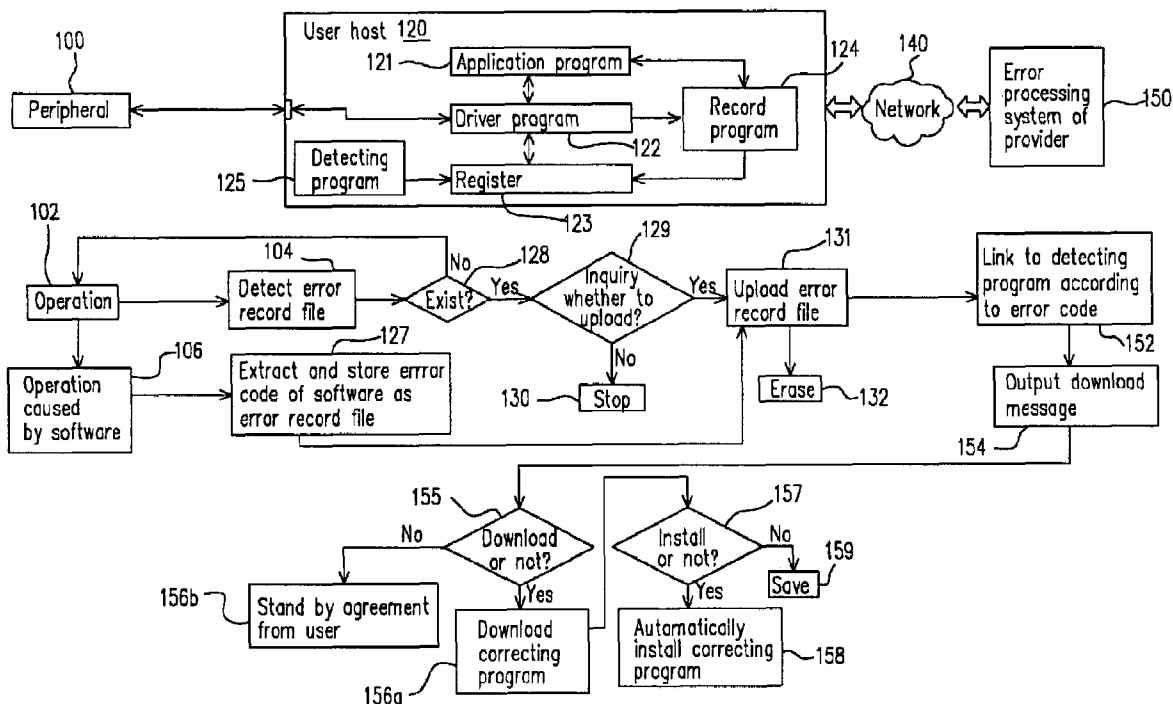 User host 120
100
Peripheral
121
Application program
124
Record
program
Driver program
122
Detecting
program
125
Register
123
140
Network
Error
processing
system of
provider
150
102
Operation
104
Detect error
record file
No
128
Exist?
Yes
129
Inquiry
whether to
upload?
Yes
No
130
Stop
131
Upload error
record file
Erase
132
Link to detecting
program according
to error code
152
Output download
message
154
106
Operation
caused
by software
127
Extract and store errror
code of software as
error record file
155
Download
or not?
No
Yes
156b
Stand by agreement
from user
Download
correcting
program
156a
157
Install
or not?
No
Yes
Save
159
Automatically
install correcting
program
158